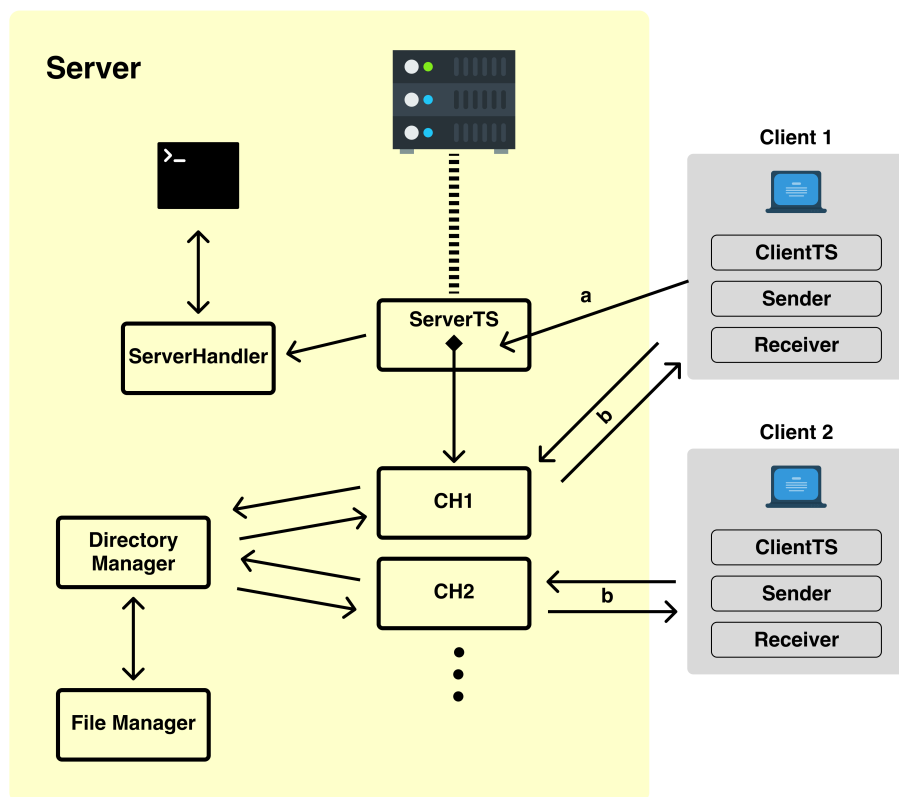 Server
>_
Client 1
ClientTS
Sender
Receiver
a
ServerTS
ServerHandler
b
Client 2
CH1
Directory
Manager
CH2
b
ClientTS
Sender
Receiver
File Manager